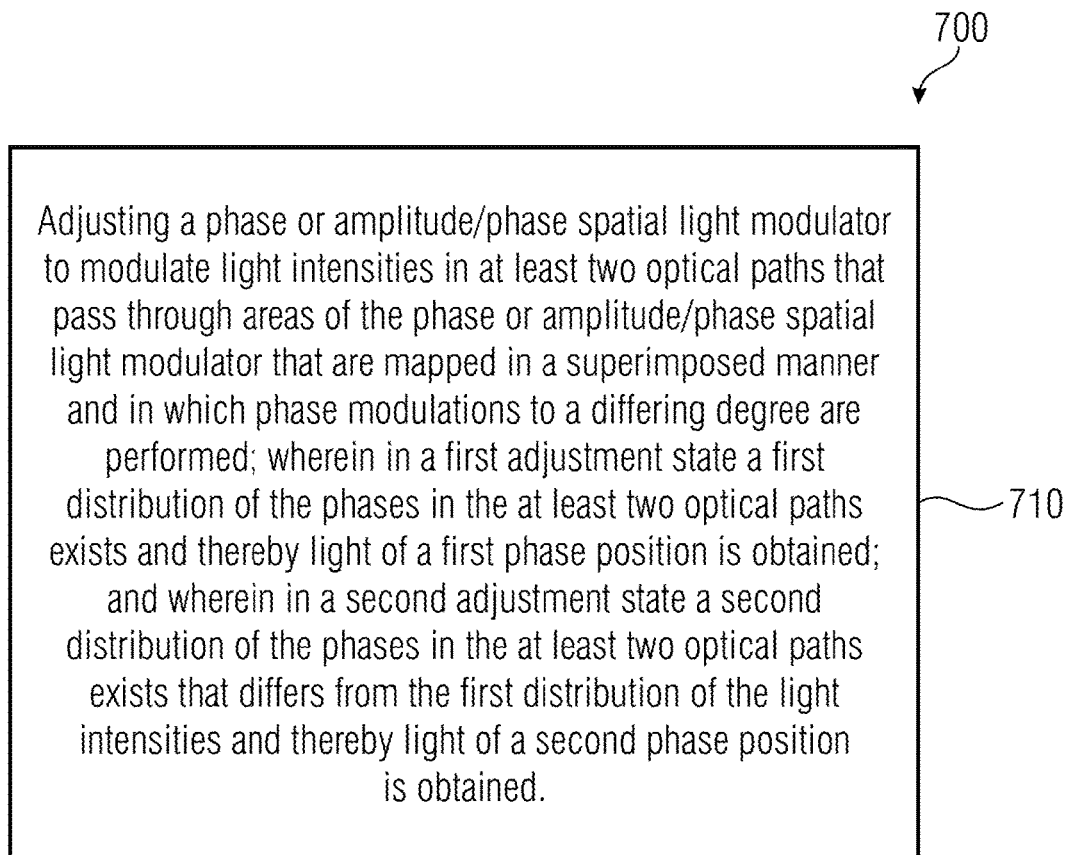 700
Adjusting a phase or amplitude/phase spatial light modulator
to modulate light intensities in at least two optical paths that
pass through areas of the phase or amplitude/phase spatial
light modulator that are mapped in a superimposed manner
and in which phase modulations to a differing degree are
performed; wherein in a first adjustment state a first
distribution of the phases in the at least two optical paths
exists and thereby light of a first phase position is obtained;
and wherein in a second adjustment state a second
distribution of the phases in the at least two optical paths
exists that differs from the first distribution of the light
intensities and thereby light of a second phase position
is obtained.
710